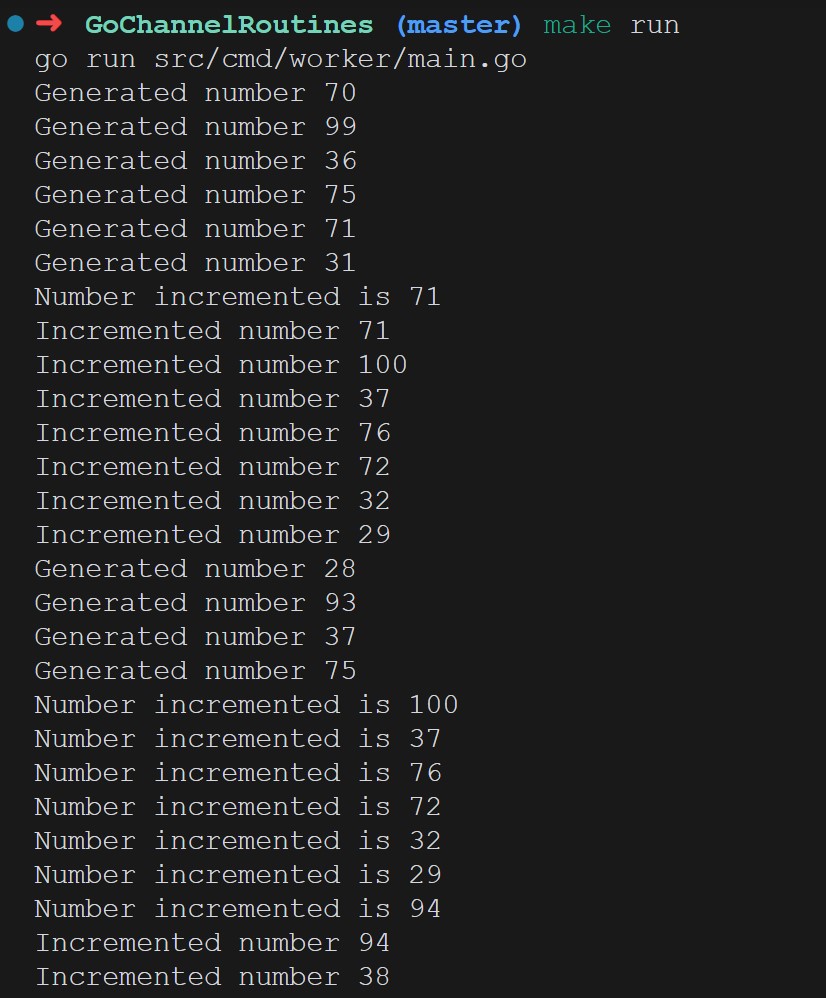 ➜ GoChannelRoutines (master) make run
go run src/cmd/worker/main.go
Generated number 70
Generated number 99
Generated number 36
Generated number 75
Generated number 71
Generated number 31
Number incremented is 71
Incremented number 71
Incremented number 100
Incremented number 37
Incremented number 76
Incremented number 72
Incremented number 32
Incremented number 29
Generated number 28
Generated number 93
Generated number 37
Generated number 75
Number incremented is 100
Number incremented is 37
Number incremented is 76
Number incremented is 72
Number incremented is 32
Number incremented is 29
Number incremented is 94
Incremented number 94
Incremented number 38